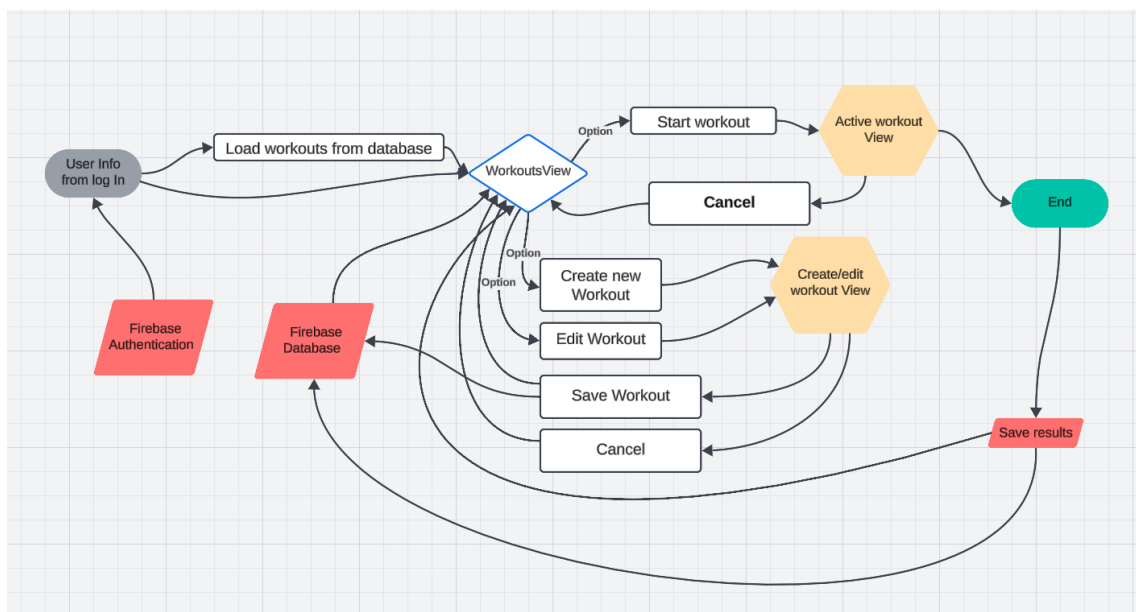 Start workout
Active workout
View
Option
Load workouts from database
User Info
from log In
WorkoutsView
Cancel
End
Option
Create new
Workout
Create/edit
workout View
Option
Firebase
Authentication
Firebase
Database
Edit Workout
Save Workout
Save results
Cancel